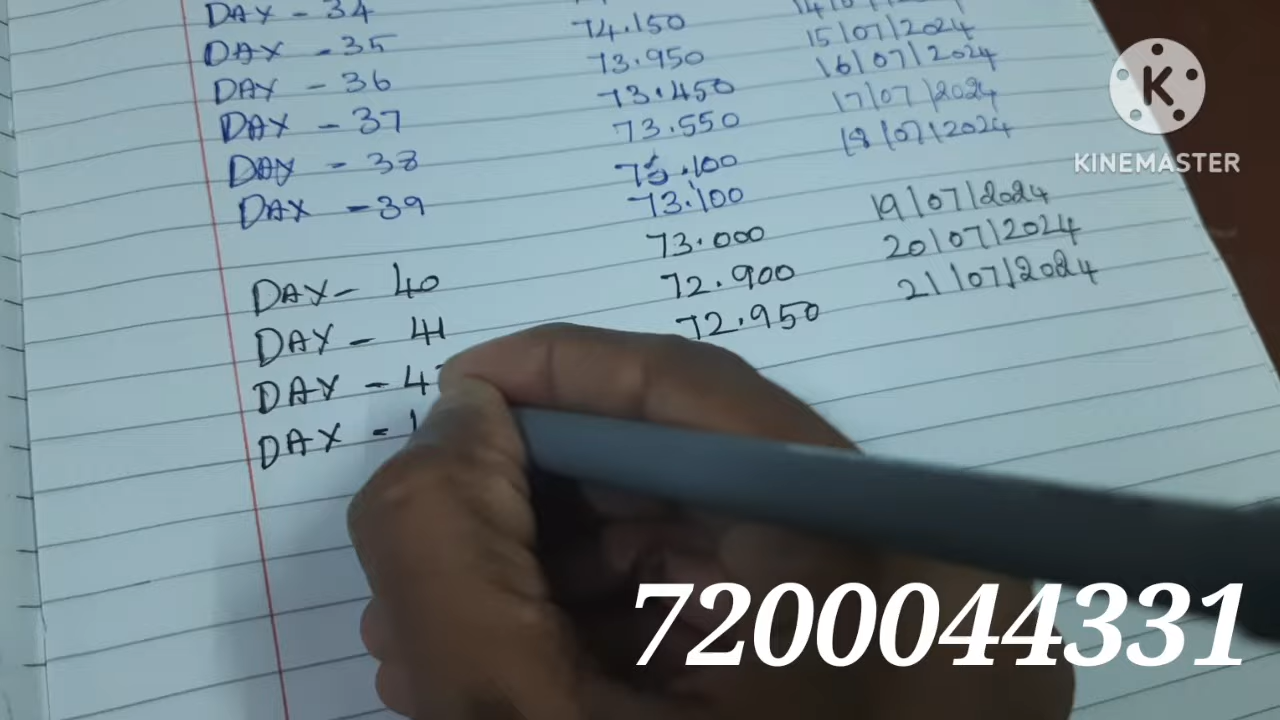 DAY - 34
DAY - 35 74.150
DAY - 36 73.950 15/07/2024
DAY - 37 73.450 16/07/2024
DAY - 38 73.550 17/07/2024
DAY - 39 18/07/2024
73.100
DAY - 40 73.000 19/07/2024
DAY - 41 72.900 20/07/2024
DAY - 42 72.950 21/07/2024
DAY -
K
KINEMASTER
7200044331